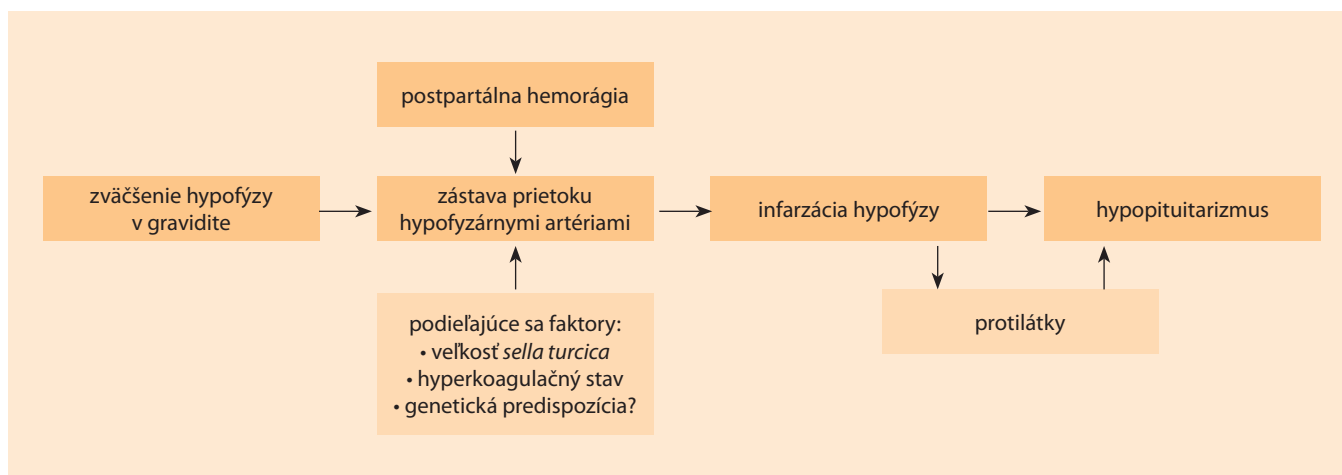 postpartálna hemorágia
zväčšenie hypofýzy
v gravidite
zástava prietoku
hypofyzárnymi artériami
infarzácia hypofýzy
hypopituitarizmus
podieľajúce sa faktory:
• veľkosť sella turcica
• hyperkoagulačný stav
• genetická predispozícia?
protilátky